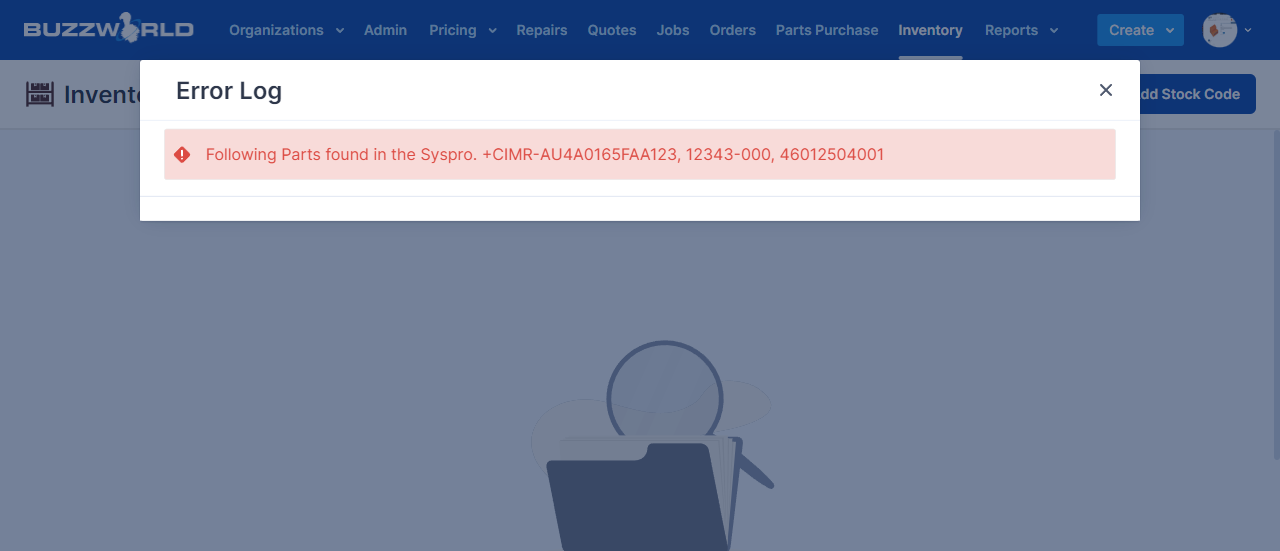 BUZZWORLD
Organizations Admin Pricing Repairs Quotes Jobs Orders Parts Purchase Inventory Reports Create
Error Log
Following Parts found in the Syspro. +CIMR-AU4A0165FAA123, 12343-000, 46012504001
Invento
dd Stock Code